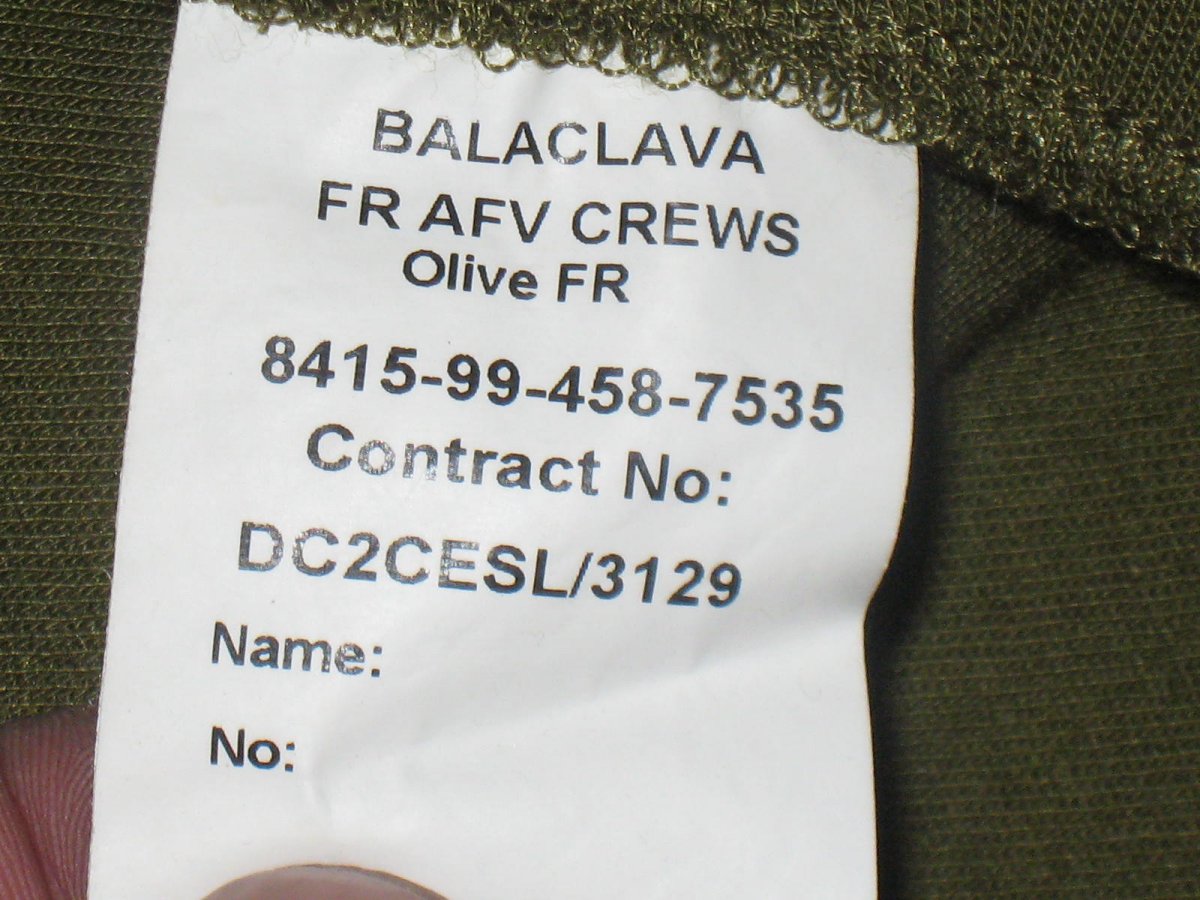 BALACLAVA
FR AFV CREWS
Olive FR
8415-99-458-7535
Contract No:
DC2CESL/3129
Name:
No: